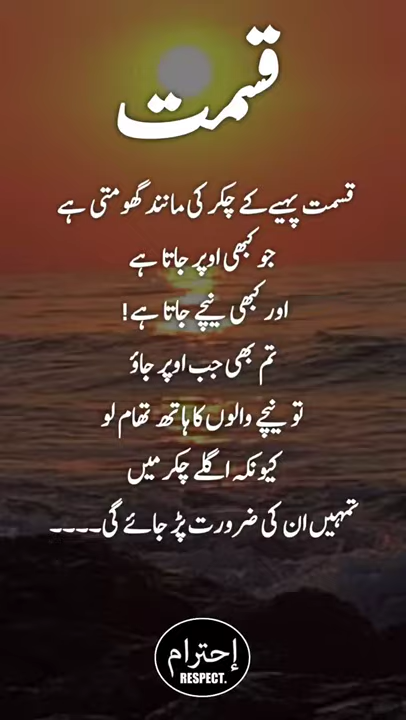 قسمت
قسمت پہیے کے چکر کی مانند گھومتی ہے
جو کبھی اوپر جاتا ہے
اور کبھی نیچے جاتا ہے!
تم بھی جب اوپر جاؤ
تو نیچے والوں کا ہاتھ تھام لو
کیونکہ اگلے چکر میں
تمہیں ان کی ضرورت پڑ جائے گی۔۔۔۔
إحترام
RESPECT.